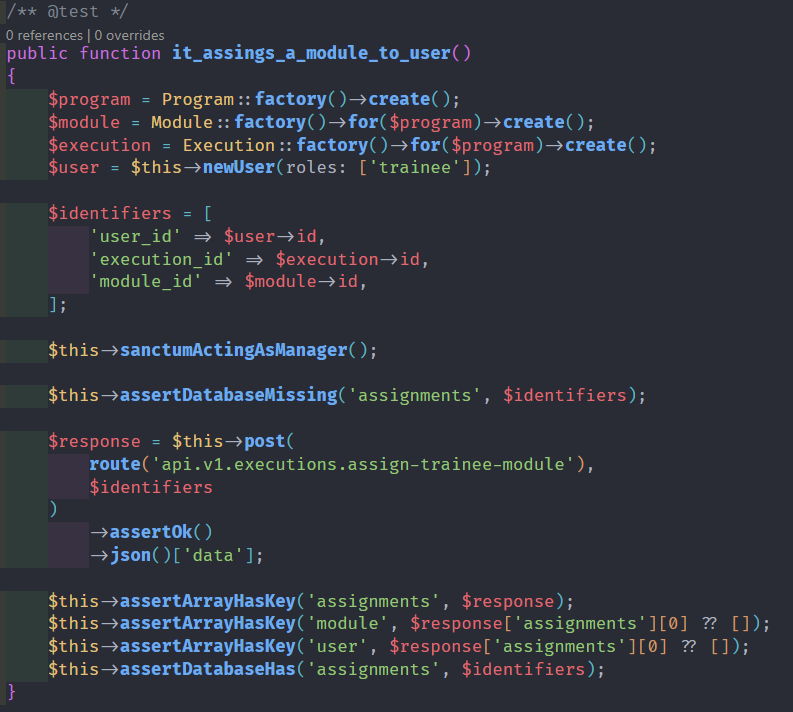 /** @test */
0 references | 0 overrides
public function it_assings_a_module_to_user()
{
    $program = Program::factory()->create();
    $module = Module::factory()->for($program)->create();
    $execution = Execution::factory()->for($program)->create();
    $user = $this->newUser(roles: ['trainee']);

    $identifiers = [
        'user_id' => $user->id,
        'execution_id' => $execution->id,
        'module_id' => $module->id,
    ];

    $this->sanctumActingAsManager();

    $this->assertDatabaseMissing('assignments', $identifiers);

    $response = $this->post(
        route('api.v1.executions.assign-trainee-module'),
        $identifiers
    )
        ->assertOk()
        ->json()['data'];

    $this->assertArrayHasKey('assignments', $response);
    $this->assertArrayHasKey('module', $response['assignments'][0] ?? []);
    $this->assertArrayHasKey('user', $response['assignments'][0] ?? []);
    $this->assertDatabaseHas('assignments', $identifiers);
}